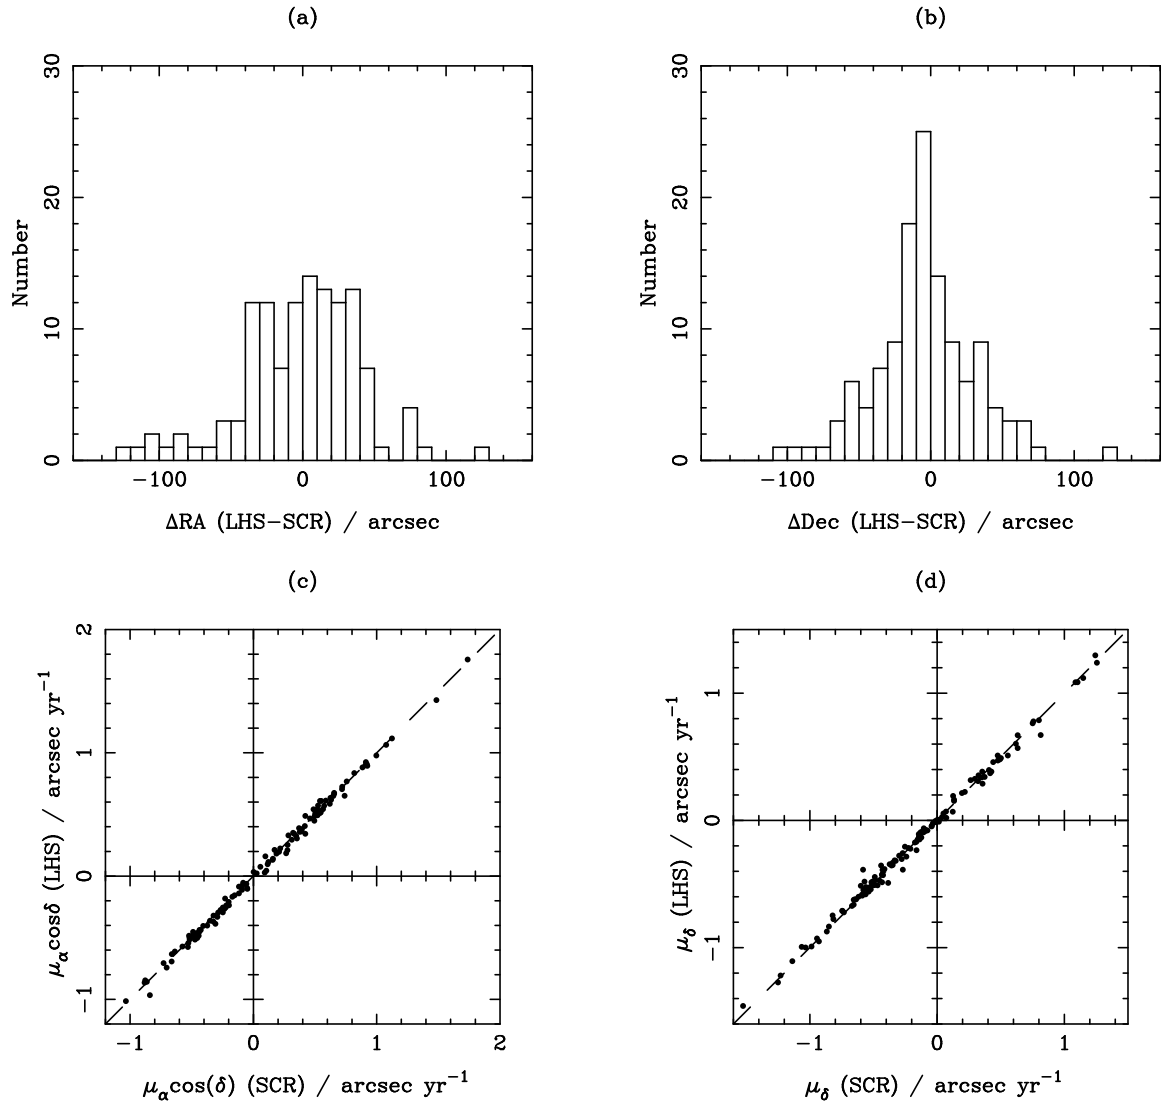 (a)
30
20
10
0
Number
−100 0 100
ΔRA (LHS−SCR) / arcsec
(b)
30
20
10
0
Number
−100 0 100
ΔDec (LHS−SCR) / arcsec
(c)
2
1
0
−1
μαcosδ (LHS) / arcsec yr−1
−1 0 1 2
μαcos(δ) (SCR) / arcsec yr−1
(d)
1
0
−1
μδ (LHS) / arcsec yr−1
−1 0 1
μδ (SCR) / arcsec yr−1